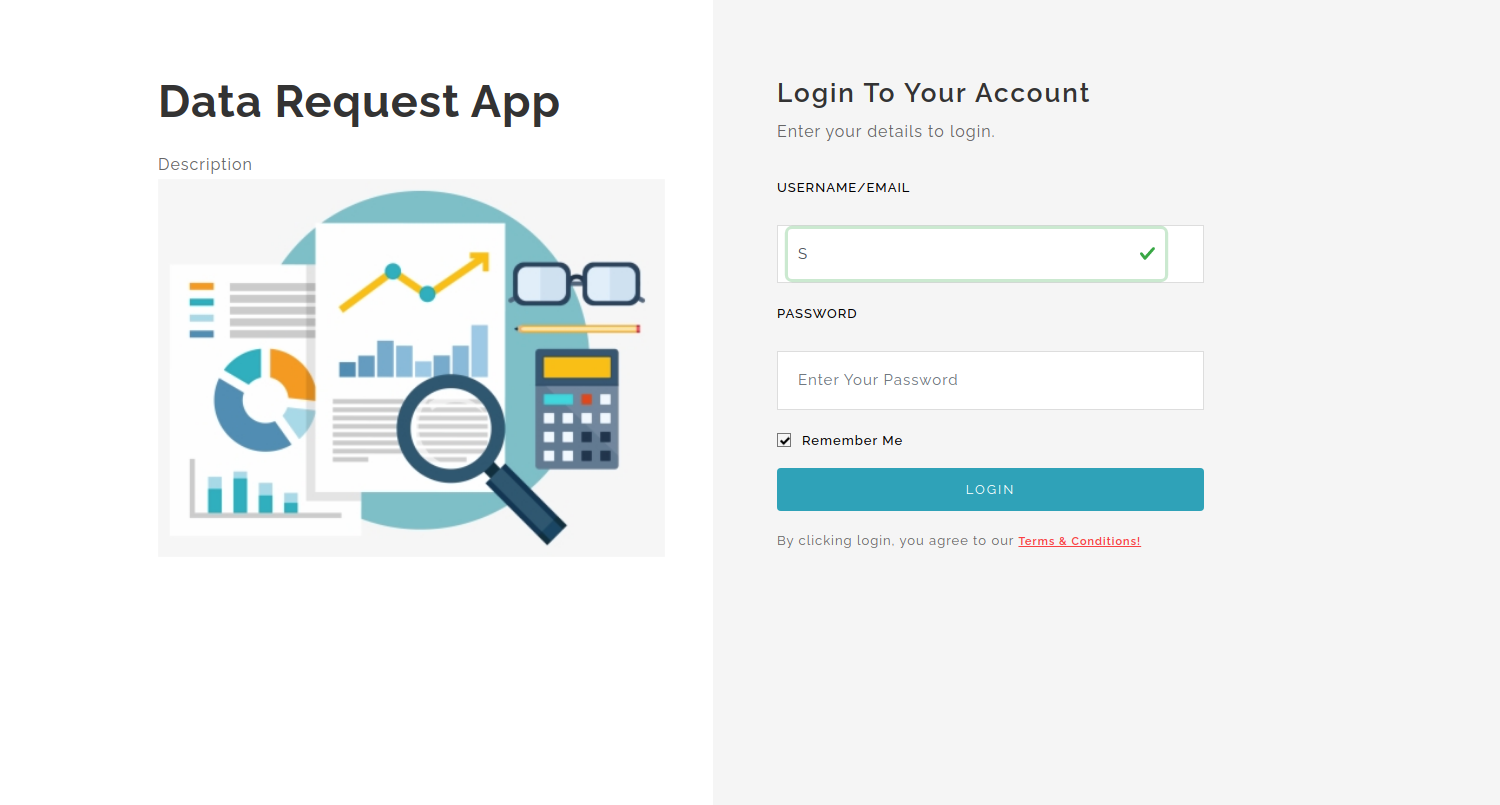 Data Request App
Description
Login To Your Account
Enter your details to login.
USERNAME/EMAIL
S
PASSWORD
Enter Your Password
Remember Me
LOGIN
By clicking login, you agree to our Terms & Conditions!